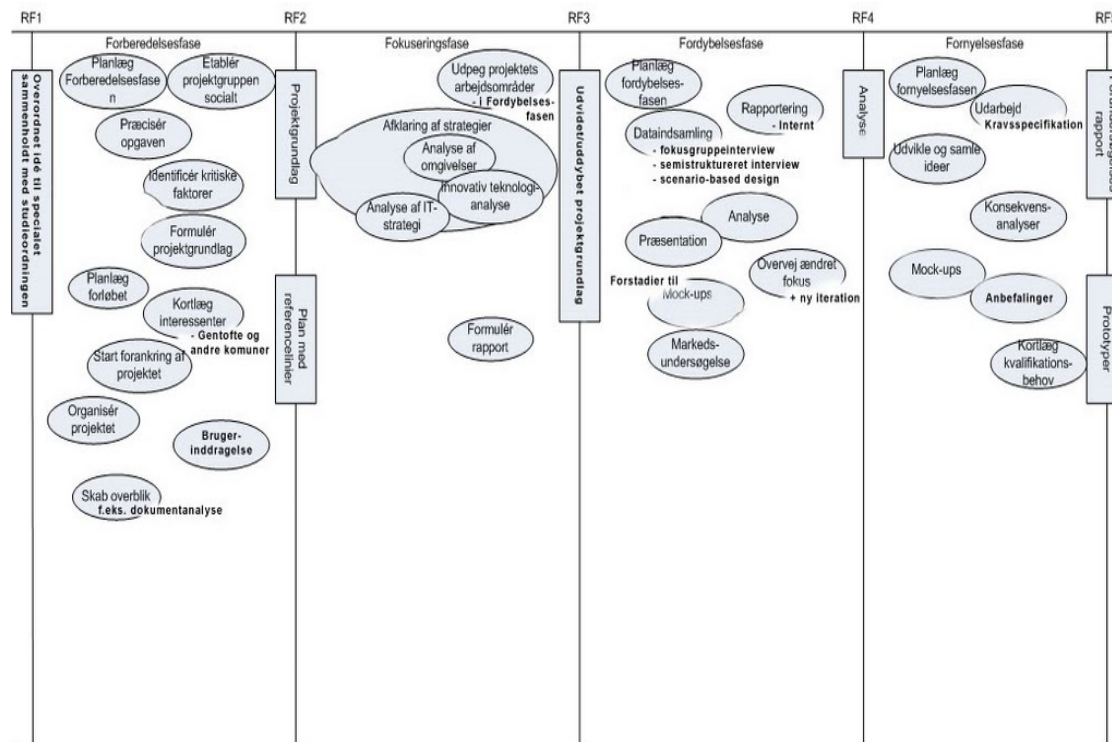 RF1
RF2
RF3
RF4
Forberedelsesfase
Fokuseringsfase
Fordybelsesfase
Fornyelsesfase
Overordnet idé til specialet
sammenholdt med studieordningen
Planlæg
Forberedelsesfase
n
Etablér
projektgruppen
socialt
Præcisér
opgaven
Identificér kritiske
faktorer
Formulér
projektgrundlag
Planlæg
forløbet
Kortlæg
interessenter
- Gentofte og
andre komuner
Start forankring af
projektet
Organisér
projektet
Bruger-
inddragelse
Skab overblik
f.eks. dokumentanalyse
Projektgrundlag
Plan med
referencelinier
Udpeg projektets
arbejdsområder
- i Fordybelses-
fasen
Afklaring af strategier
Analyse af
omgivelser
Innovativ teknologi-
analyse
Analyse af IT-
strategi
Formulér
rapport
Udvidet/uddybet projektgrundlag
Planlæg
fordybelses-
fasen
Rapportering
- Internt
Dataindsamling
- fokusgruppeinterview
- semistruktureret interview
- scenario-based design
Analyse
Præsentation
Overvej ændret
fokus
+ ny iteration
Forstadier til
Mock-ups
Markeds-
undersøgelse
Analyse
Planlæg
fornyelsesfasen
Udarbejd
Kravsspecifikation
Udvikle og samle
ideer
Konsekvens-
analyser
Mock-ups
Anbefalinger
Kortlæg
kvalifikations-
behov
rapport
Prototyper